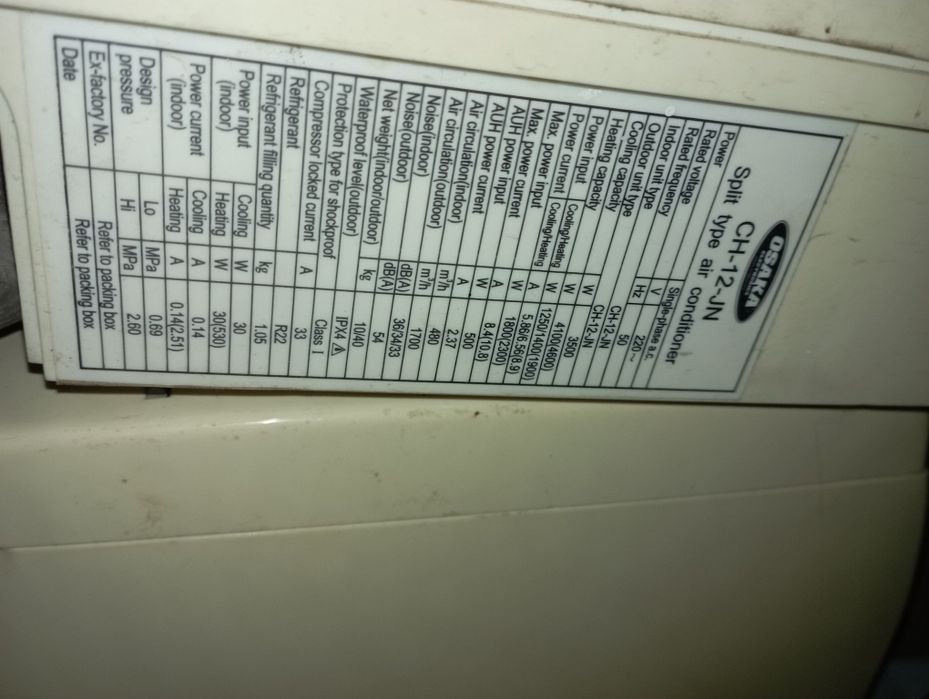 OSAKA
CH-12-JN
Split type air conditioner
Power Single-phase a.c.
Rated voltage V 220～
Rated frequency Hz 50
Indoor unit type CH-12-JN
Outdoor unit type CH-12-JN
Cooling capacity W 3500
Heating capacity W 4100(4600)
Power input Cooling/Heating W 1250/1400(1900)
Power current Cooling/Heating A 5.86/6.56(8.9)
Max. power input W 1800(2300)
Max. power current A 8.4(10.8)
AUH power input W 500
AUH power current A 2.37
Air circulation(indoor) m³/h 480
Air circulation(outdoor) m³/h 1700
Noise(indoor) dB(A) 36/34/33
Noise(outdoor) dB(A) 54
Net weight(indoor/outdoor) kg 10/40
Waterproof level(outdoor) IPX4
Protection type for shockproof Class I
Compressor locked current A 33
Refrigerant R22
Refrigerant filling quantity kg 1.05
Power input (indoor) Cooling W 30
Heating W 30(530)
Power current (indoor) Cooling A 0.14
Heating A 0.14(2.51)
Design pressure Lo MPa 0.69
Hi MPa 2.60
Ex-factory No. Refer to packing box
Date Refer to packing box